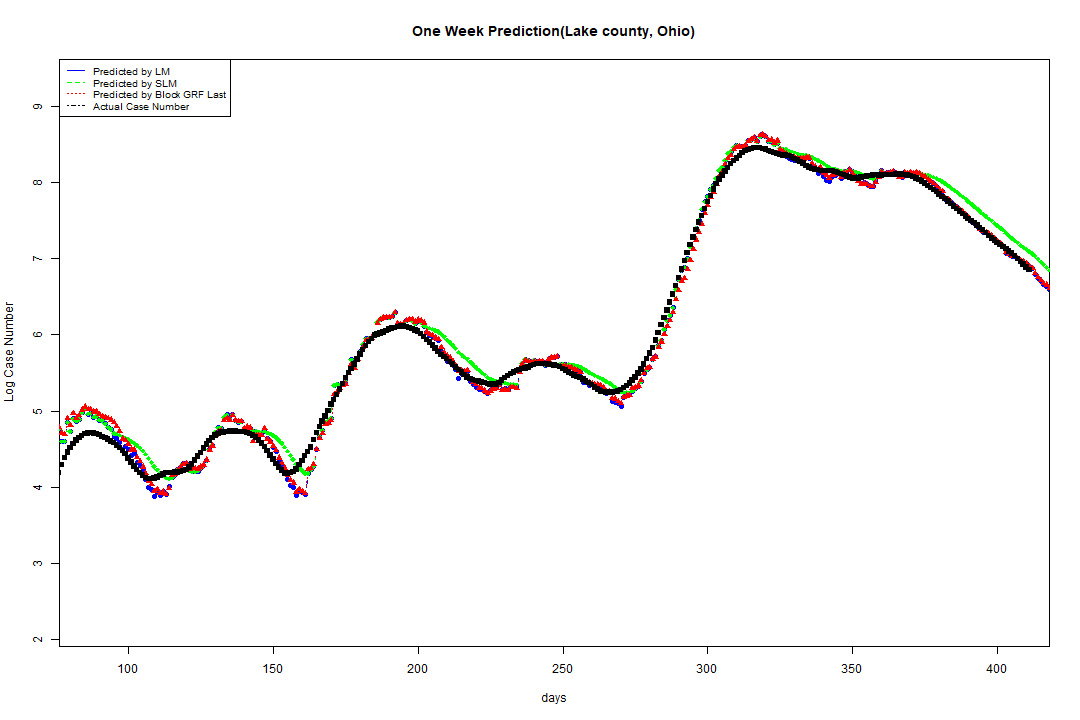 One Week Prediction(Lake county, Ohio)
Predicted by LM
Predicted by SLM
Predicted by Block GRF Last
Actual Case Number
9
8
7
6
5
4
3
2
Log Case Number
100 150 200 250 300 350 400
days